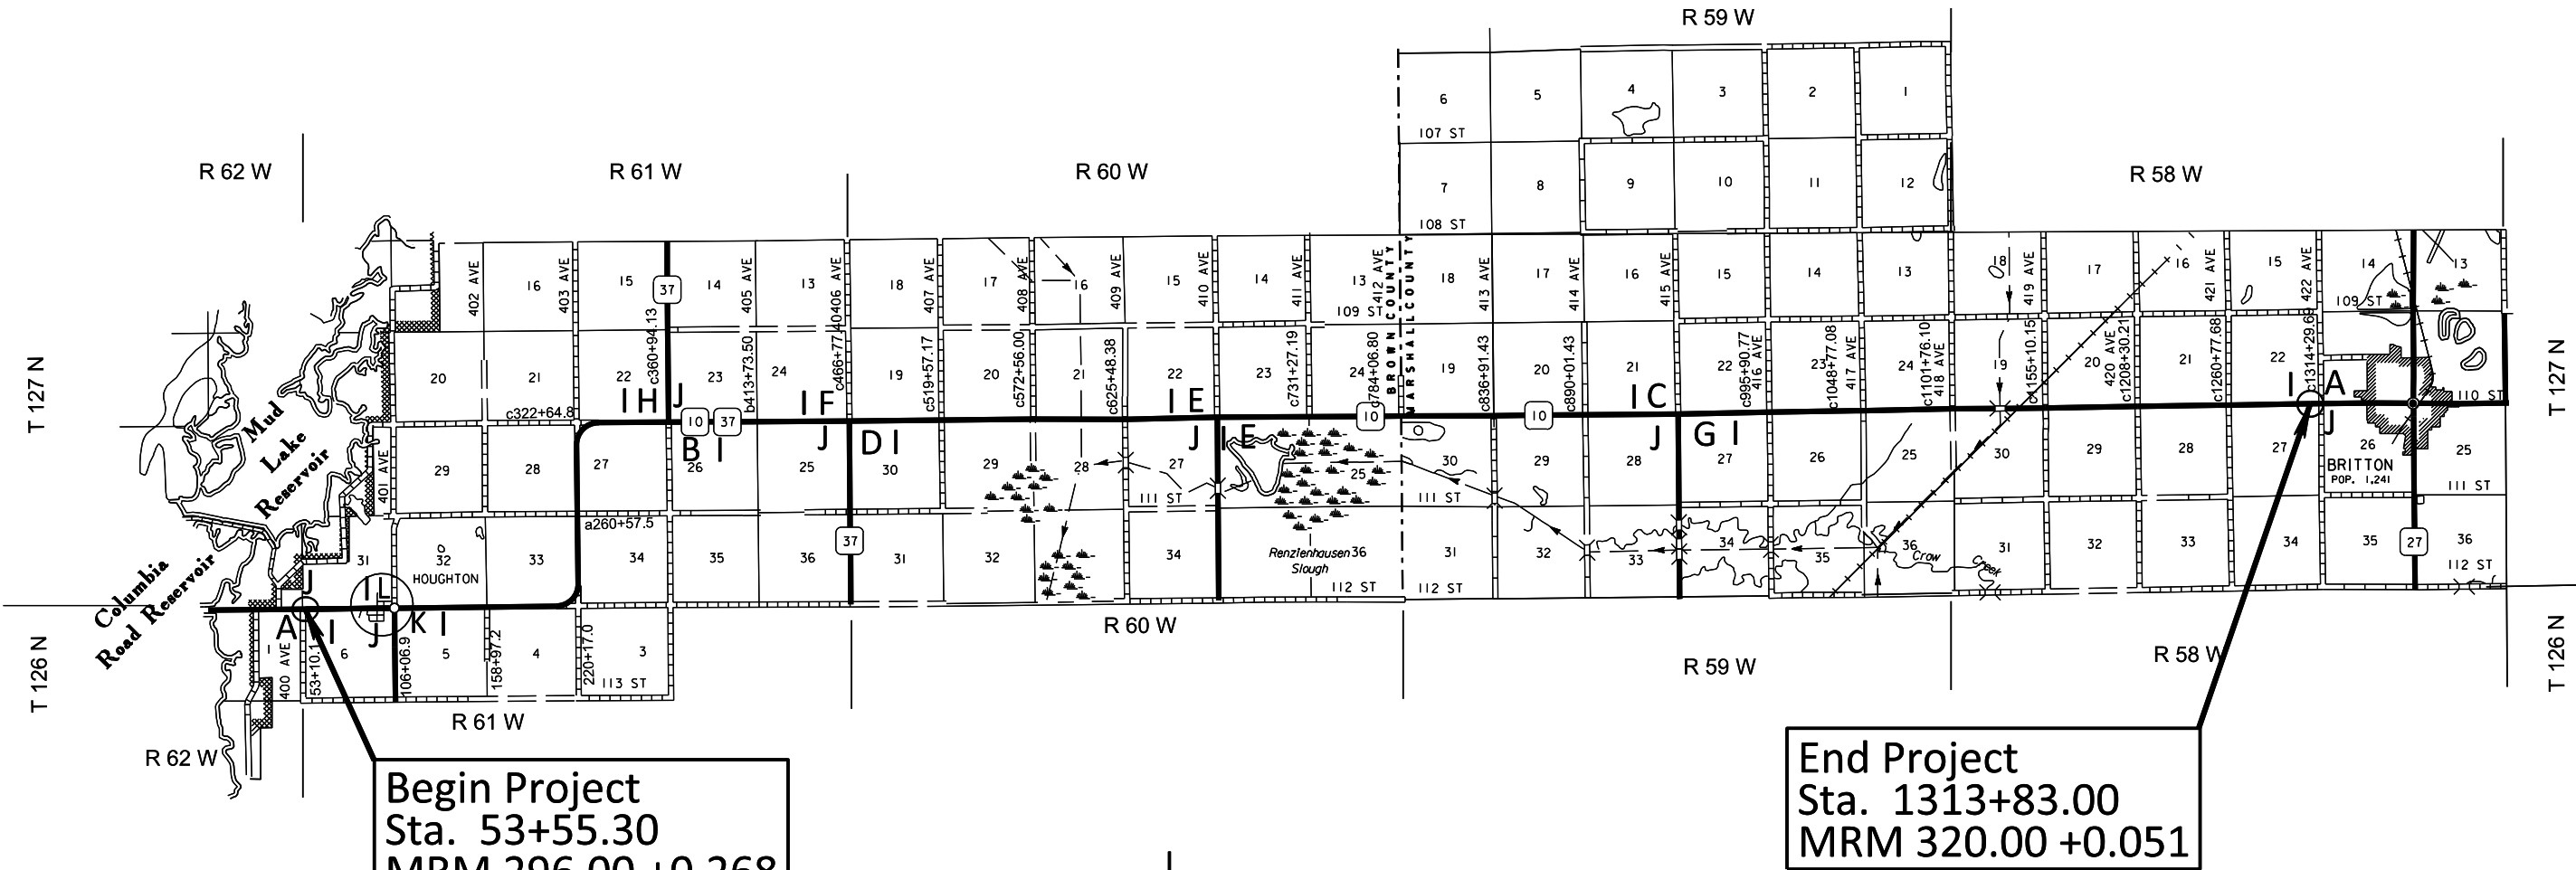 R 59 W
R 62 W
R 61 W
R 60 W
R 58 W
6 5 4 3 2 1
107 ST
7 8 9 10 11 12
108 ST
402 AVE
16
403 AVE
15
37
14
405 AVE
13
406 AVE
18
407 AVE
17
408 AVE
16
409 AVE
15
410 AVE
14
411 AVE
13
412 AVE
109 ST
BROWN COUNTY
MARSHALL COUNTY
18
413 AVE
17
414 AVE
16
415 AVE
15
14
13
18
419 AVE
17
16
421 AVE
15
422 AVE
14
109 ST
13
T 127 N
20
21
22
c360+94.13
23
b413+73.50
24
c466+77.40
19
c519+57.17
20
c572+56.00
21
c625+48.38
22
23
c731+27.19
24
c784+06.80
19
c836+91.43
20
c890+01.43
21
22
c995+90.77
416 AVE
23
c1048+77.08
417 AVE
24
c1101+76.10
418 AVE
19
c1155+10.15
20
420 AVE
c1208+30.21
21
c1260+77.68
22
c1314+29.69
T 127 N
Mud
Lake
Reservoir
c322+64.8
I H J
I F
I E
I C
I A
110 ST
10 37
10
10
B I
J
D I
J
I E
J
G I
J
401 AVE
29
28
27
26
25
30
29
28
27
111 ST
25
30
111 ST
29
28
27
26
25
30
29
28
27
26
BRITTON
POP. 1,241
25
111 ST
a260+57.5
31
32
HOUGHTON
33
34
35
36
37
31
32
34
Renzienhausen 36
Slough
112 ST
31
112 ST
32
33
34
35
36
Crow
Creek
31
32
33
34
35
27
36
112 ST
Columbia
Road Reservoir
J
I L
A I
J
K I
T 126 N
1
400 AVE
6
106+06.9
5
158+97.2
4
220+17.0
3
113 ST
R 60 W
R 59 W
R 58 W
T 126 N
R 61 W
R 62 W
Begin Project
Sta. 53+55.30
MRM 296.00 +0.268
End Project
Sta. 1313+83.00
MRM 320.00 +0.051